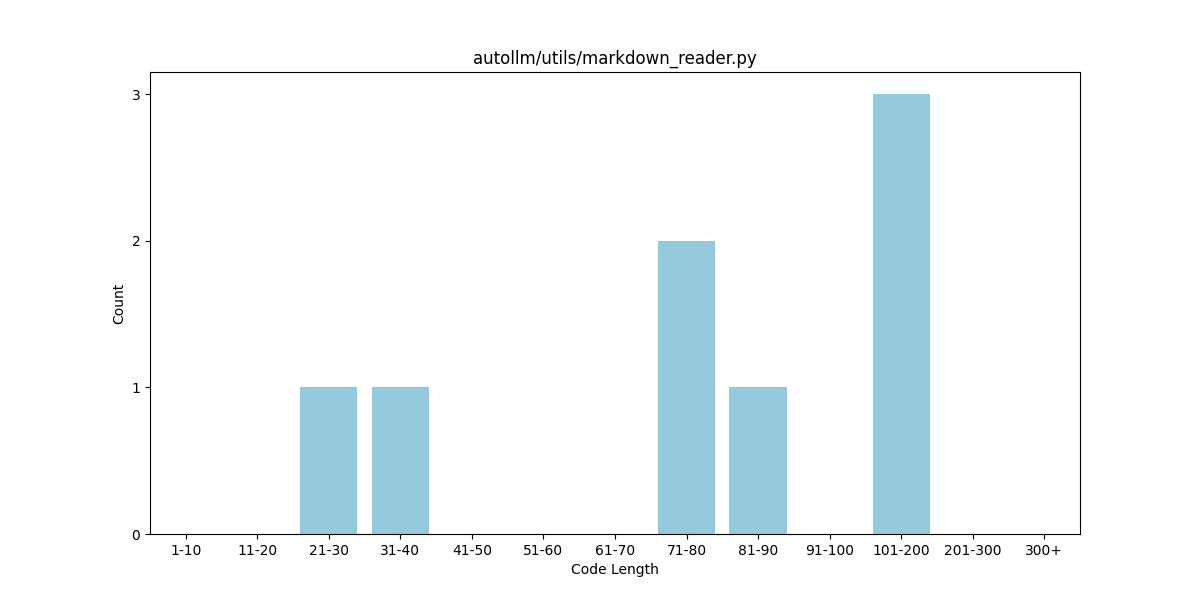 autollm/utils/markdown_reader.py
Count
3
2
1
0
1-10 11-20 21-30 31-40 41-50 51-60 61-70 71-80 81-90 91-100 101-200 201-300 300+
Code Length